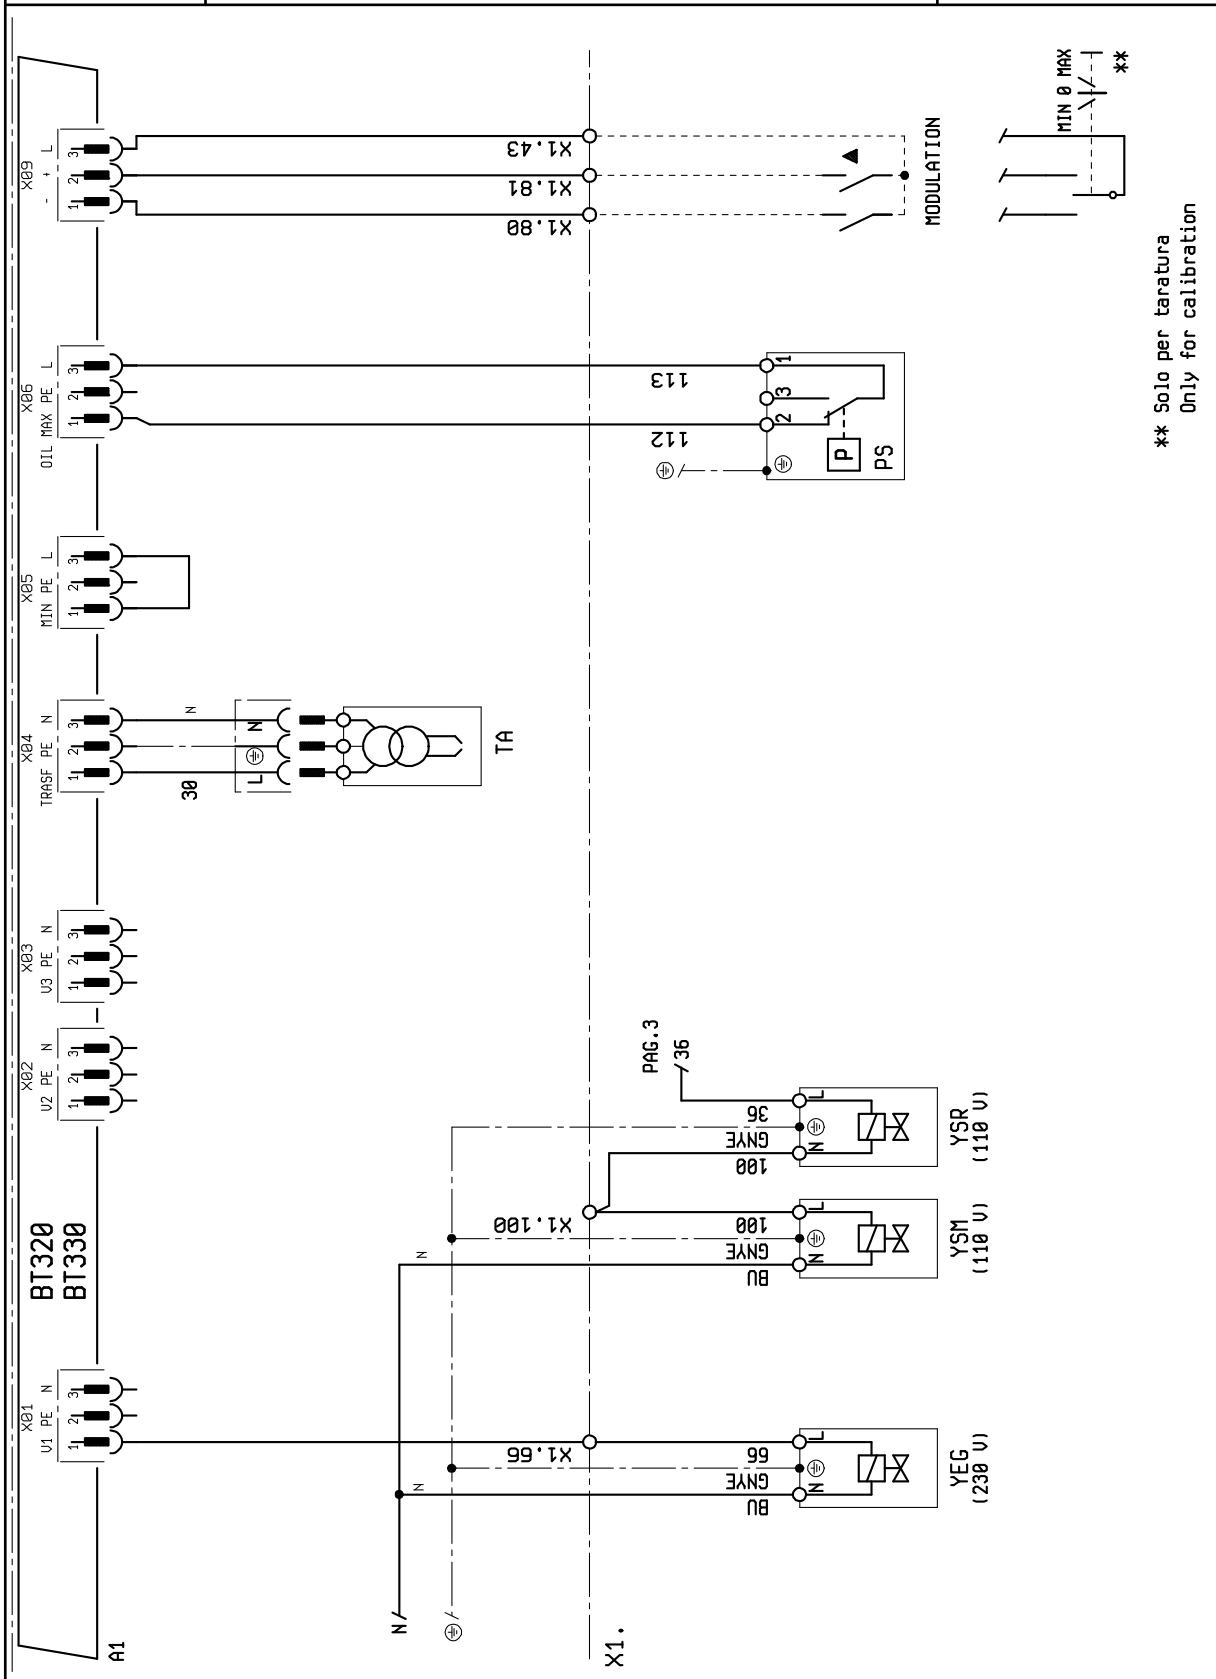 A1
BT320
BT330
X01
V1 PE N
1 2 3
X02
V2 PE N
1 2 3
X03
V3 PE N
1 2 3
X04
TRASF PE N
1 2 3
X05
MIN PE L
1 2 3
X06
OIL MAX PE L
1 2 3
X09
- + L
1 2 3
30
N
L N
TA
N
N
N
X1.
X1.66
X1.100
X1.80
X1.81
X1.43
BU
GNYE
66
N L
YEG
(230 V)
BU
GNYE
100
N L
YSM
(110 V)
100
GNYE
36
N L
YSR
(110 V)
PAG.3
36
112
113
2 3 1
P
PS
MODULATION
MIN 0 MAX
**
** Solo per taratura
Only for calibration